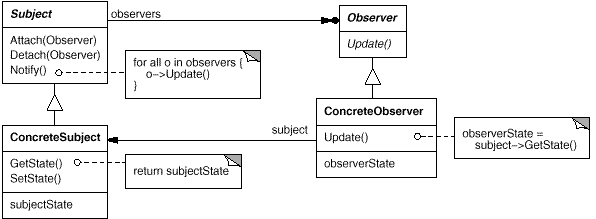 Subject
observers
Observer
Attach(Observer)
Detach(Observer)
Notify()
for all o in observers {
o->Update()
}
Update()
ConcreteSubject
GetState()
SetState()
subjectState
return subjectState
subject
ConcreteObserver
Update()
observerState
observerState =
subject->GetState()